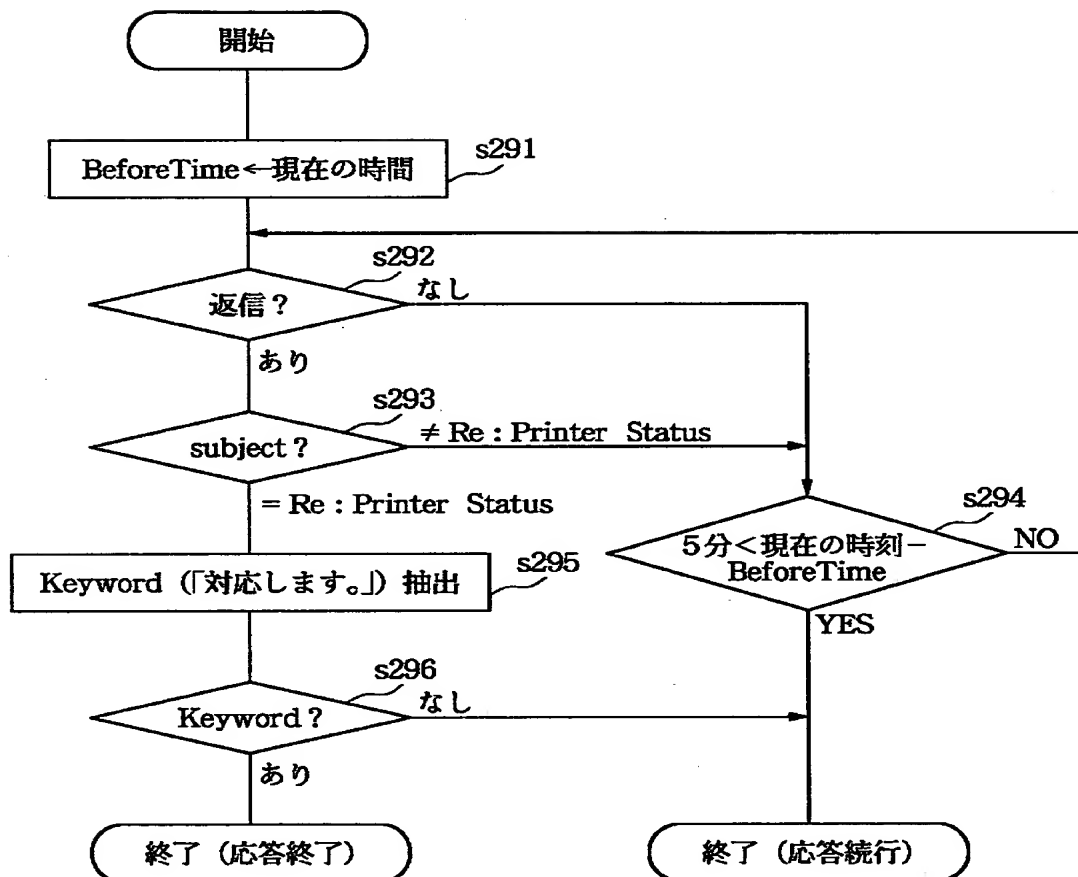 開始
s291
BeforeTime←現在の時間
s292
返信？
なし
あり
s293
subject？
≠ Re：Printer Status
= Re：Printer Status
s294
5分＜現在の時刻－
BeforeTime
NO
YES
s295
Keyword（「対応します。」）抽出
s296
Keyword？
なし
あり
終了（応答終了）
終了（応答続行）